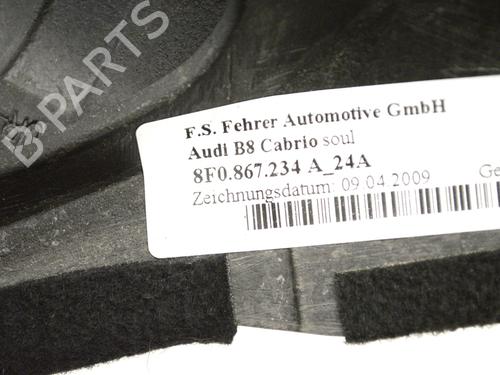 B-PARTS
F.S. Fehrer Automotive GmbH
Audi B8 Cabrio soul
8F0.867.234 A_24A
Zeichnungsdatum: 09.04.2009 Ge